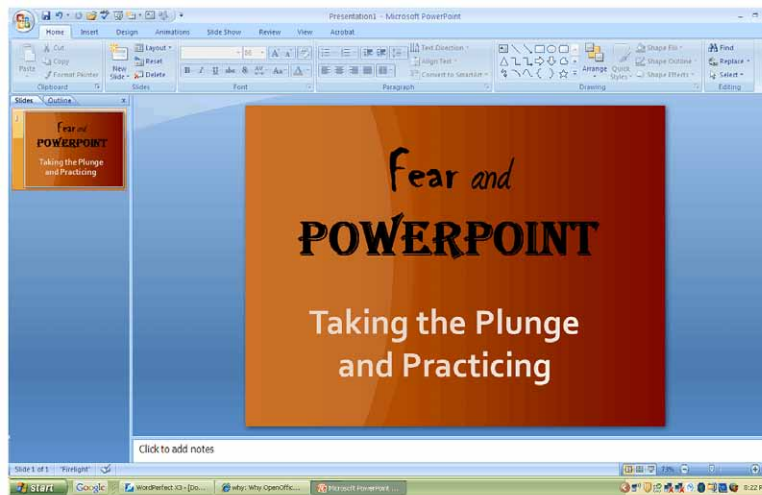 Presentation1 - Microsoft PowerPoint
Home Insert Design Animations Slide Show Review View Acrobat
Cut
Copy
Format Painter
Paste
Clipboard
New Slide
Layout
Reset
Delete
Slides
Font
Text Direction
Align Text
Convert to SmartArt
Paragraph
Arrange
Quick Styles
Shape Fill
Shape Outline
Shape Effects
Drawing
Find
Replace
Select
Editing
Slides Outline x
1
Fear and
POWERPOINT
Taking the Plunge
and Practicing
Fear and
POWERPOINT
Taking the Plunge
and Practicing
Click to add notes
Slide 1 of 1 "Firelight"
start Google WordPerfect X3 - [Do... why: Why OpenOffic... Microsoft PowerPoint ...